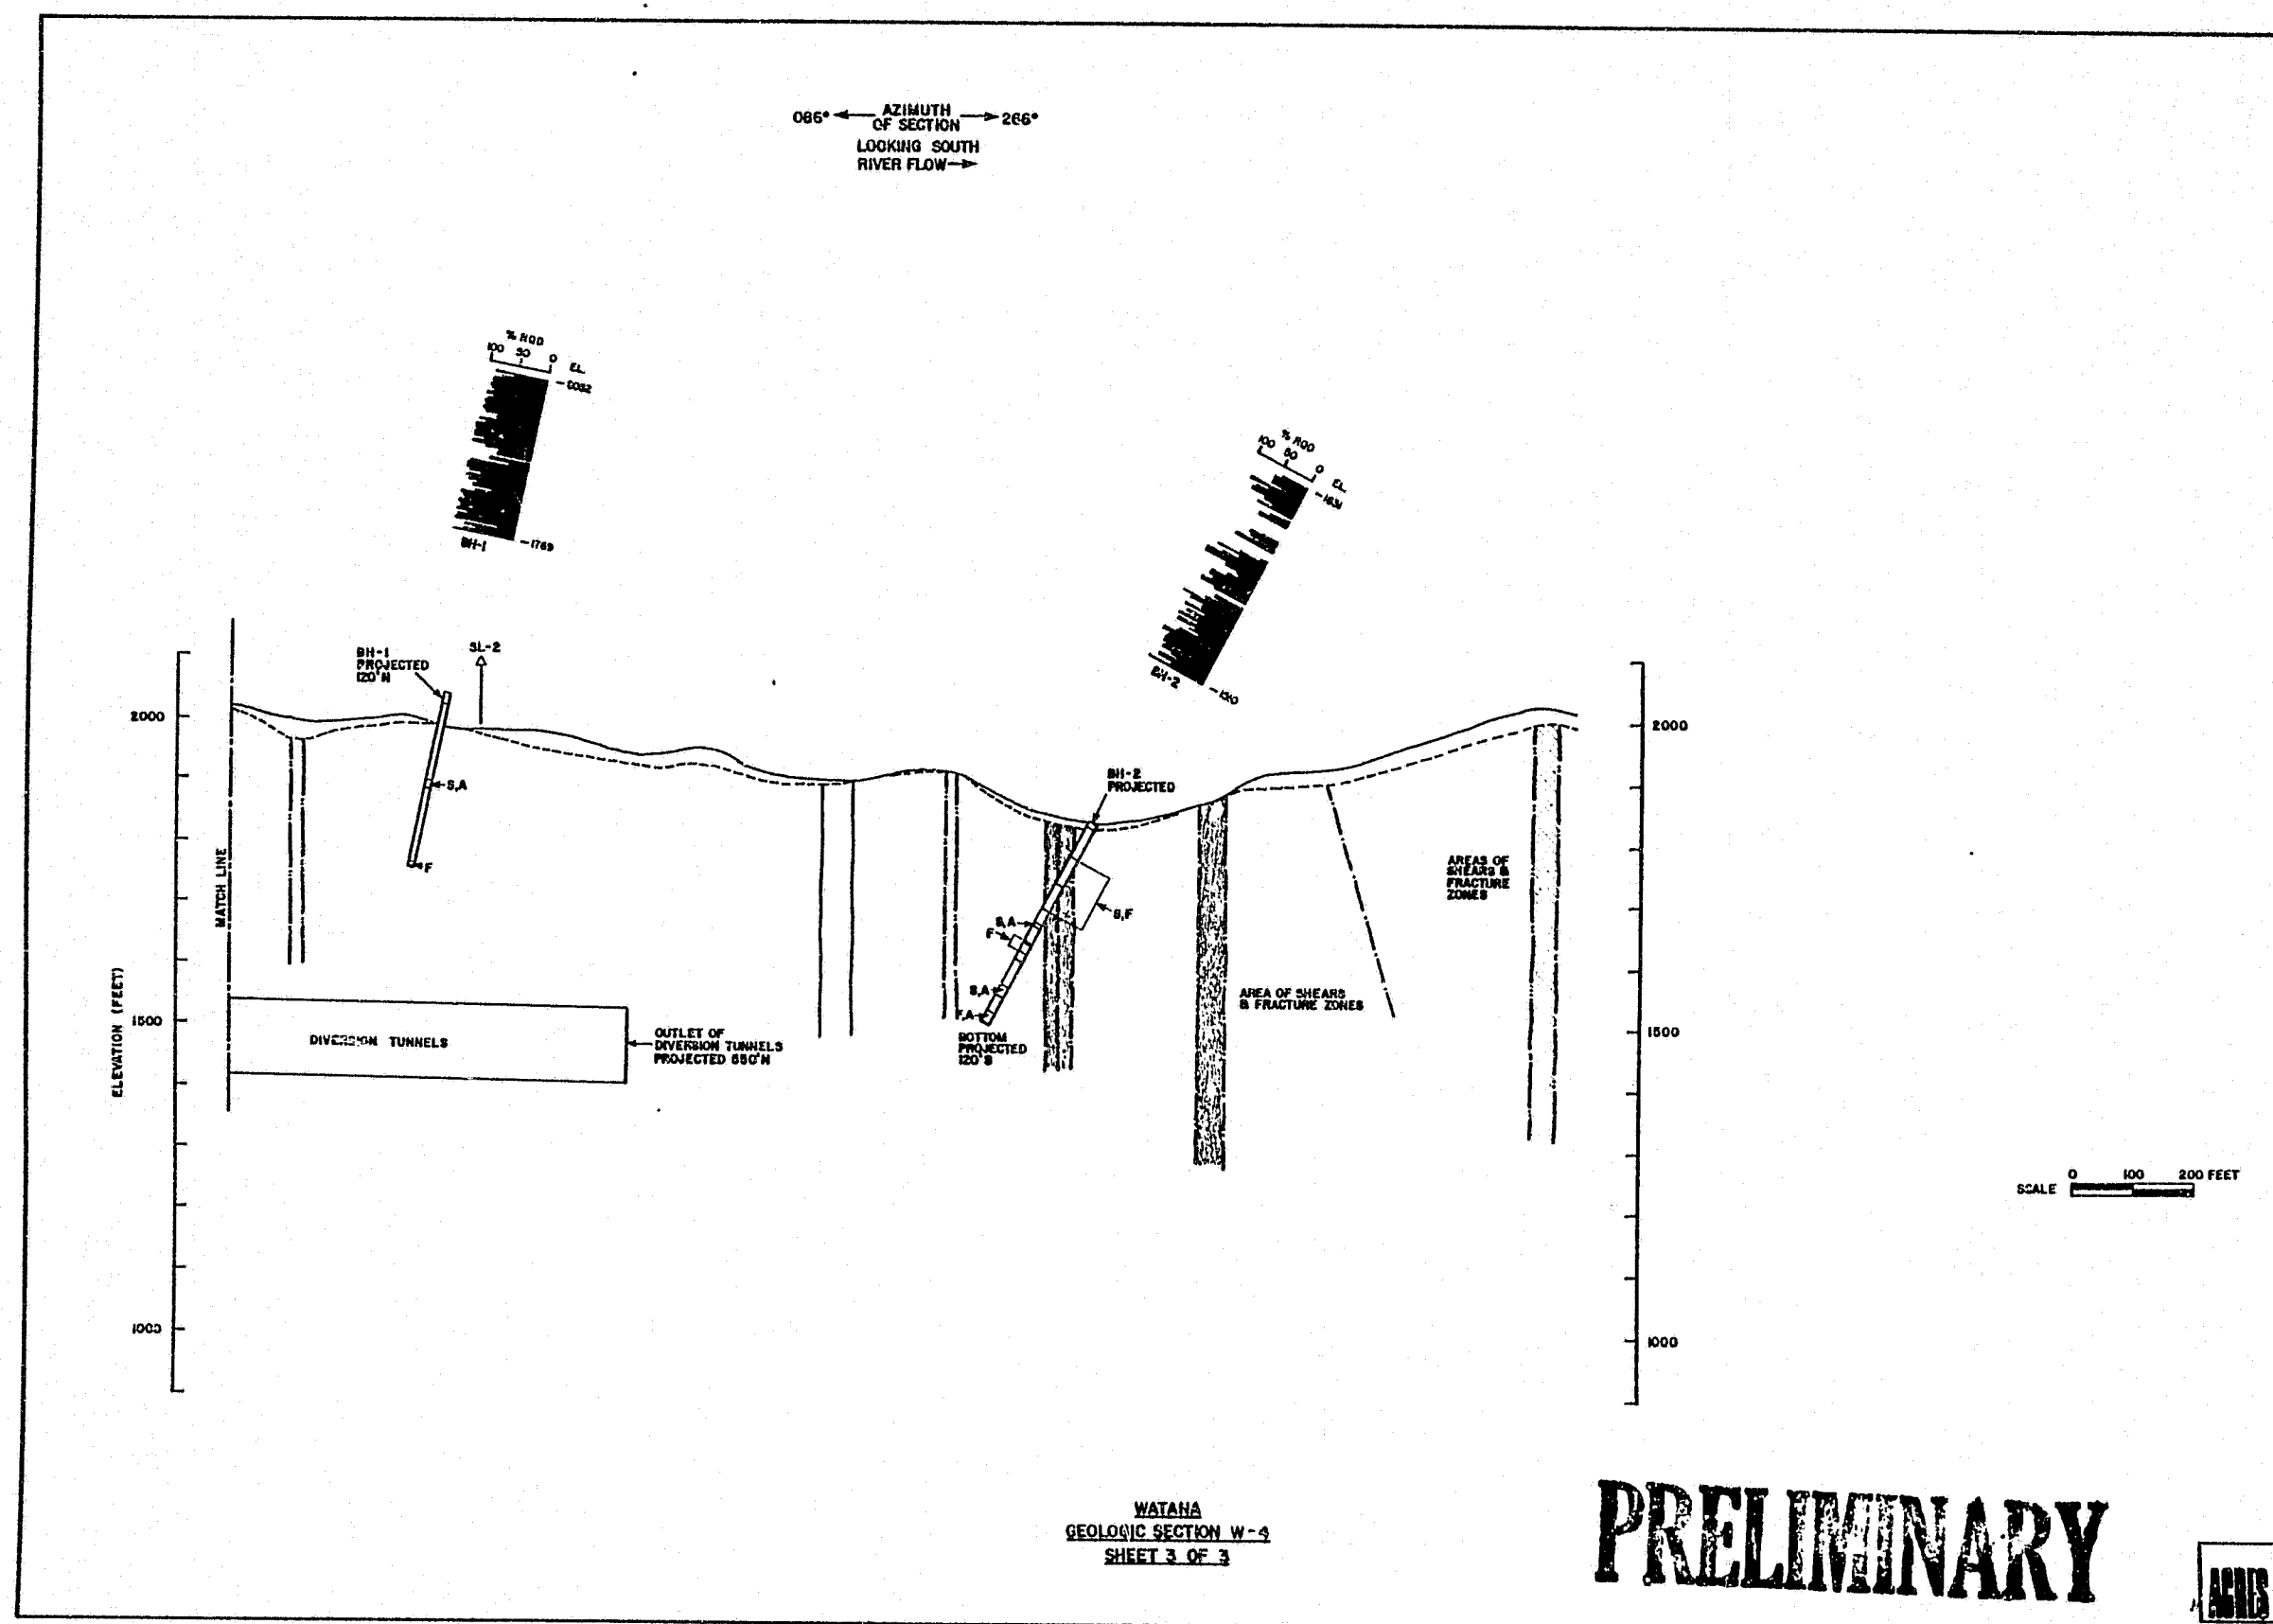 086° AZIMUTH OF SECTION 266°
LOOKING SOUTH
RIVER FLOW
% RQD
100 50 0 EL.
BH-1
-1769
% RQD
100 50 0 EL.
BH-2
BH-1
PROJECTED
120'N
SL-2
2000
1500
1000
ELEVATION (FEET)
MATCH LINE
S,A
F
DIVERSION TUNNELS
OUTLET OF
DIVERSION TUNNELS
BH-2
PROJECTED
S,F
S,A
F
S,A
F,A
BOTTOM
PROJECTED
120'S
AREA OF SHEARS
& FRACTURE ZONES
AREAS OF
SHEARS &
FRACTURE
ZONES
2000
1500
1000
SCALE 0 100 200 FEET
WATANA
GEOLOGIC SECTION W-4
SHEET 3 OF 3
PRELIMINARY
ACRES